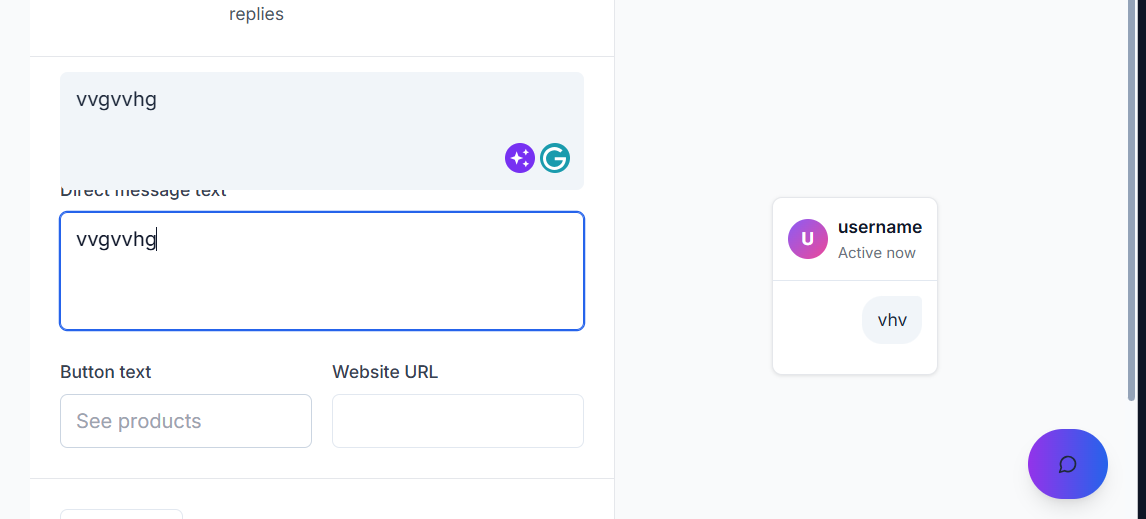 replies
vvgvvhg
Direct message text
vvgvvhg
Button text
Website URL
See products
U
username
Active now
vhv